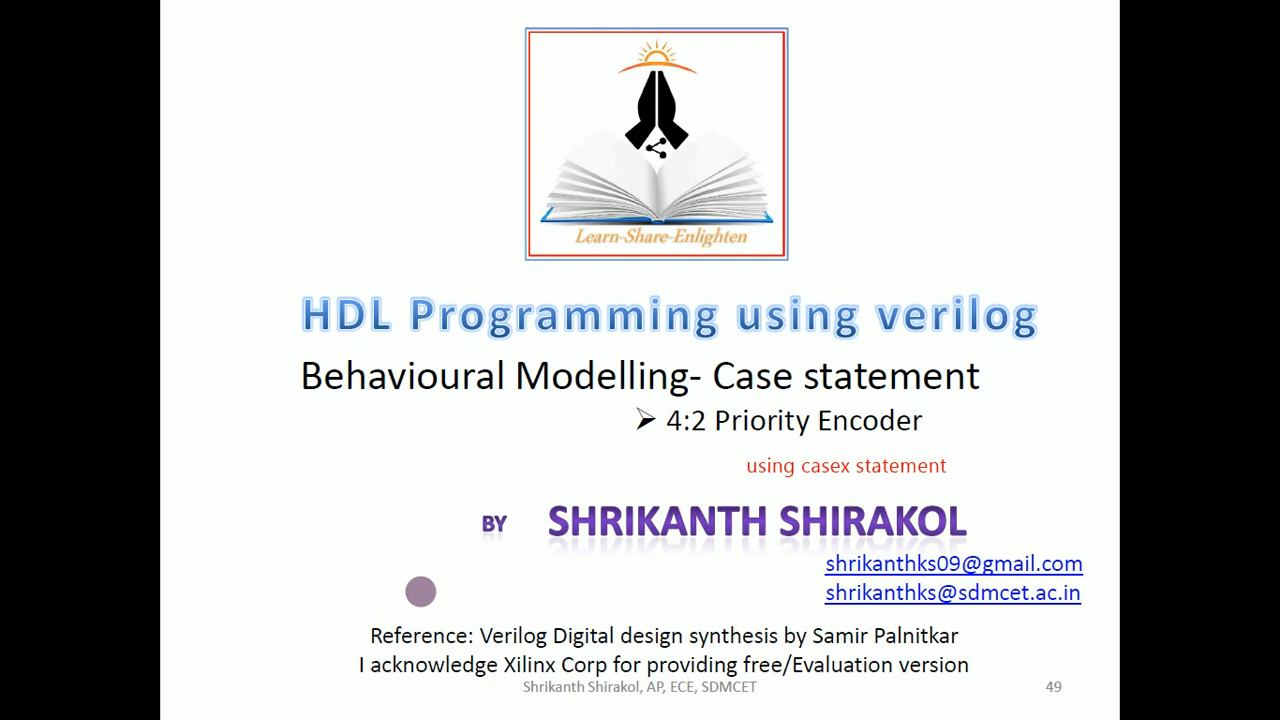 Learn-Share-Enlighten
HDL Programming using verilog
Behavioural Modelling- Case statement
➢ 4:2 Priority Encoder
using casex statement
BY SHRIKANTH SHIRAKOL
shrikanthks09@gmail.com
shrikanthks@sdmcet.ac.in
Reference: Verilog Digital design synthesis by Samir Palnitkar
I acknowledge Xilinx Corp for providing free/Evaluation version
Shrikanth Shirakol, AP, ECE, SDMCET 49